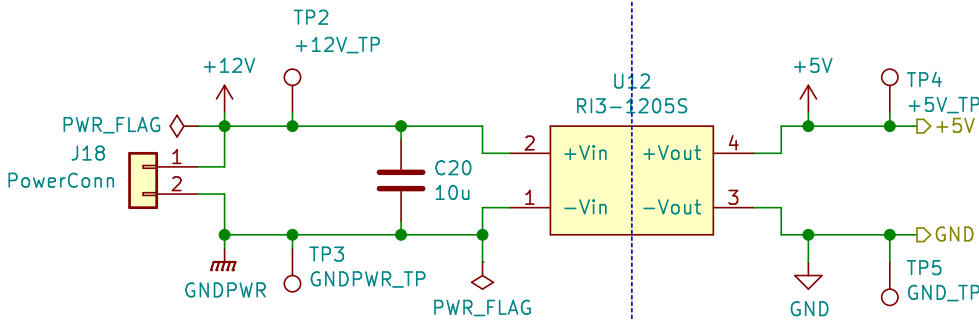 TP2
+12V_TP
+12V
PWR_FLAG
J18
PowerConn
1
2
C20
10u
GNDPWR
TP3
GNDPWR_TP
PWR_FLAG
U12
RI3-1205S
2
+Vin
+Vout
4
1
-Vin
-Vout
3
+5V
TP4
+5V_TP
+5V
GND
TP5
GND_TP
GND